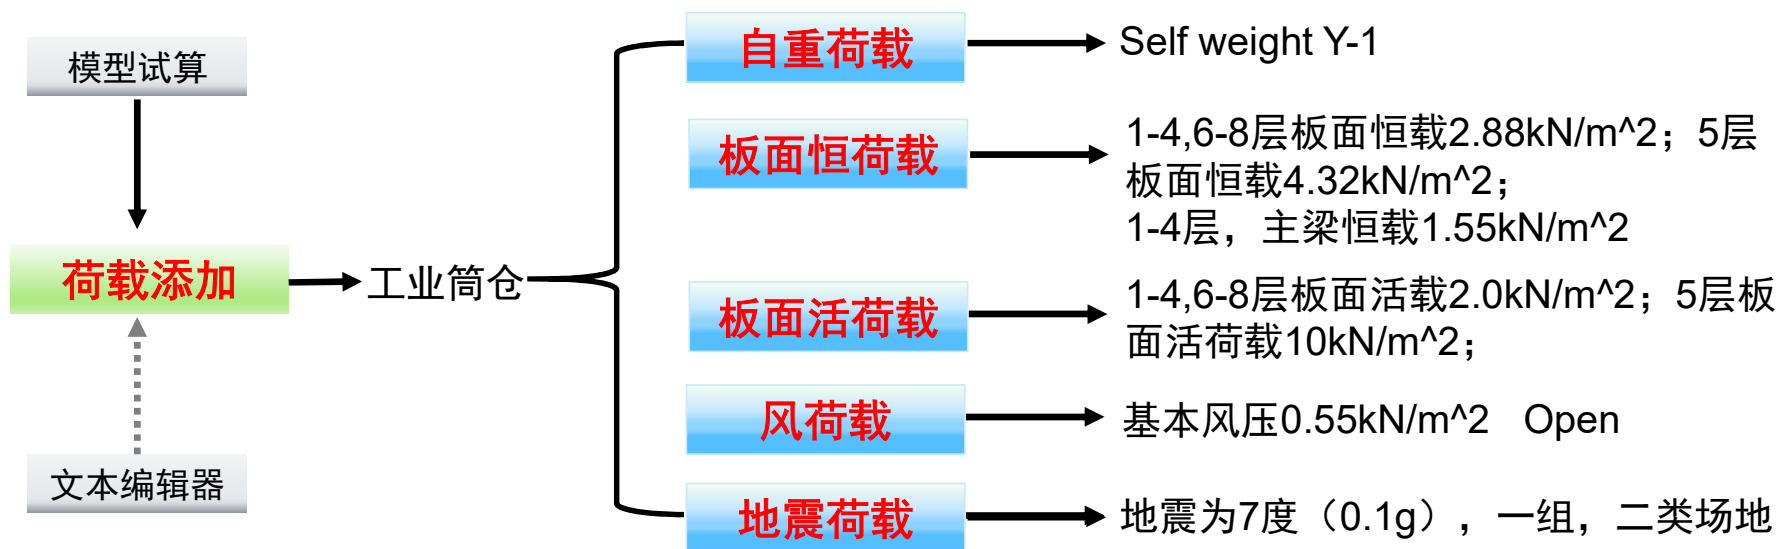 模型试算
荷载添加
文本编辑器
工业筒仓
自重荷载
Self weight Y-1
板面恒荷载
1-4,6-8层板面恒载2.88kN/m^2；5层
板面恒载4.32kN/m^2；
1-4层，主梁恒载1.55kN/m^2
板面活荷载
1-4,6-8层板面活载2.0kN/m^2；5层板
面活荷载10kN/m^2；
风荷载
基本风压0.55kN/m^2 Open
地震荷载
地震为7度（0.1g），一组，二类场地